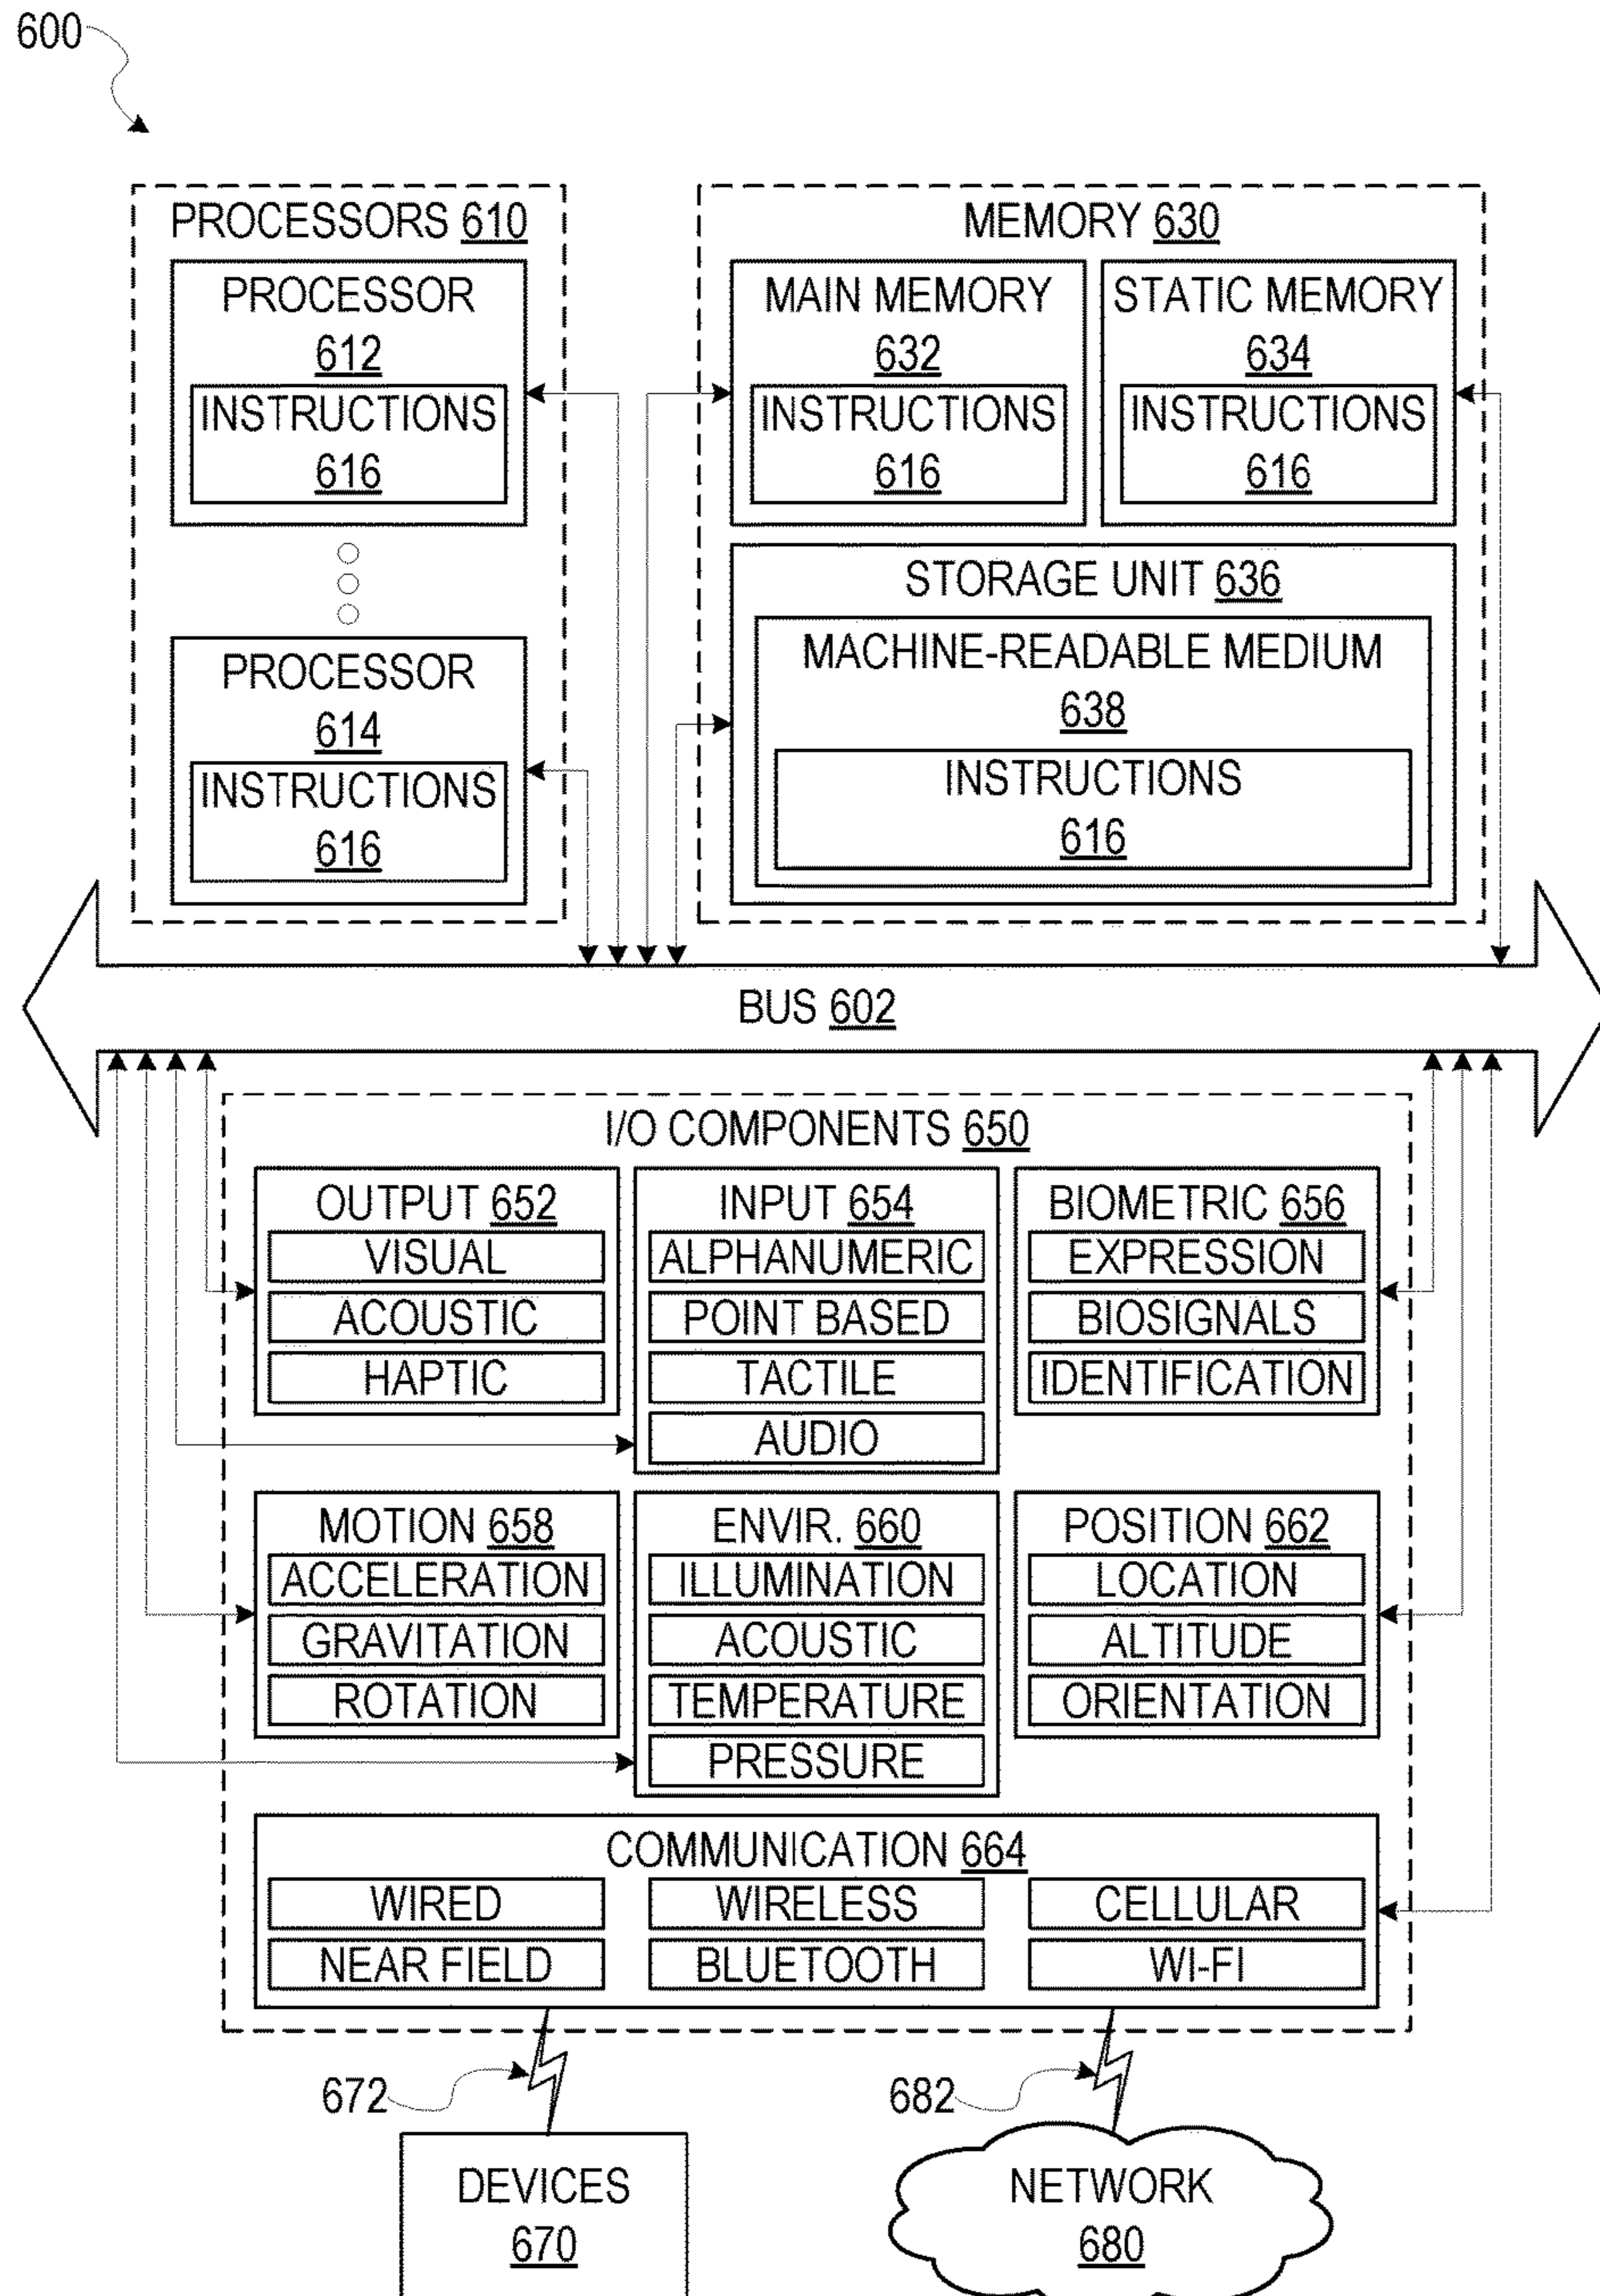 600
PROCESSORS 610
PROCESSOR
612
INSTRUCTIONS
616
PROCESSOR
614
INSTRUCTIONS
616
MEMORY 630
MAIN MEMORY
632
INSTRUCTIONS
616
STATIC MEMORY
634
INSTRUCTIONS
616
STORAGE UNIT 636
MACHINE-READABLE MEDIUM
638
INSTRUCTIONS
616
BUS 602
I/O COMPONENTS 650
OUTPUT 652
VISUAL
ACOUSTIC
HAPTIC
INPUT 654
ALPHANUMERIC
POINT BASED
TACTILE
AUDIO
BIOMETRIC 656
EXPRESSION
BIOSIGNALS
IDENTIFICATION
MOTION 658
ACCELERATION
GRAVITATION
ROTATION
ENVIR. 660
ILLUMINATION
ACOUSTIC
TEMPERATURE
PRESSURE
POSITION 662
LOCATION
ALTITUDE
ORIENTATION
COMMUNICATION 664
WIRED
WIRELESS
CELLULAR
NEAR FIELD
BLUETOOTH
WI-FI
672
682
DEVICES
670
NETWORK
680